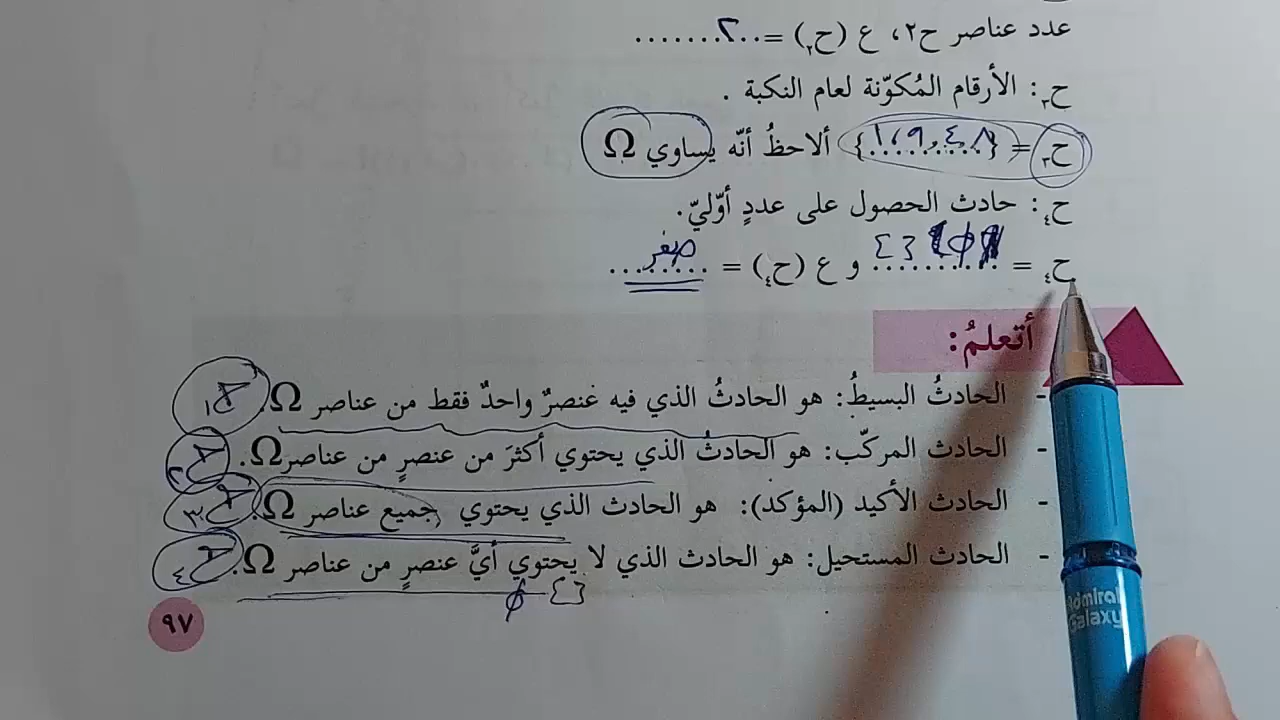 عدد عناصر ح٢، ع (ح٢) = ..٢.......
ح٣: الأرقام المُكوّنة لعام النكبة .
ح٣ = {١،٩،٤،٨} ألاحظُ أنّه يساوي Ω
ح٤: حادث الحصول على عددٍ أوّليّ.
ح٤ = { } و ع (ح٤) = صفر
أتعلمُ:
- الحادثُ البسيطُ: هو الحادثُ الذي فيه عُنصرٌ واحدٌ فقط من عناصر Ω. ح١
- الحادث المركّب: هو الحادثُ الذي يحتوي أكثرَ من عنصرٍ من عناصر Ω. ح٢
- الحادث الأكيد (المؤكد): هو الحادث الذي يحتوي جميع عناصر Ω. ح٣
- الحادث المستحيل: هو الحادث الذي لا يحتوي أيَّ عنصرٍ من عناصر Ω. ح٤
{ } ϕ
٩٧
Admiral
Galaxy